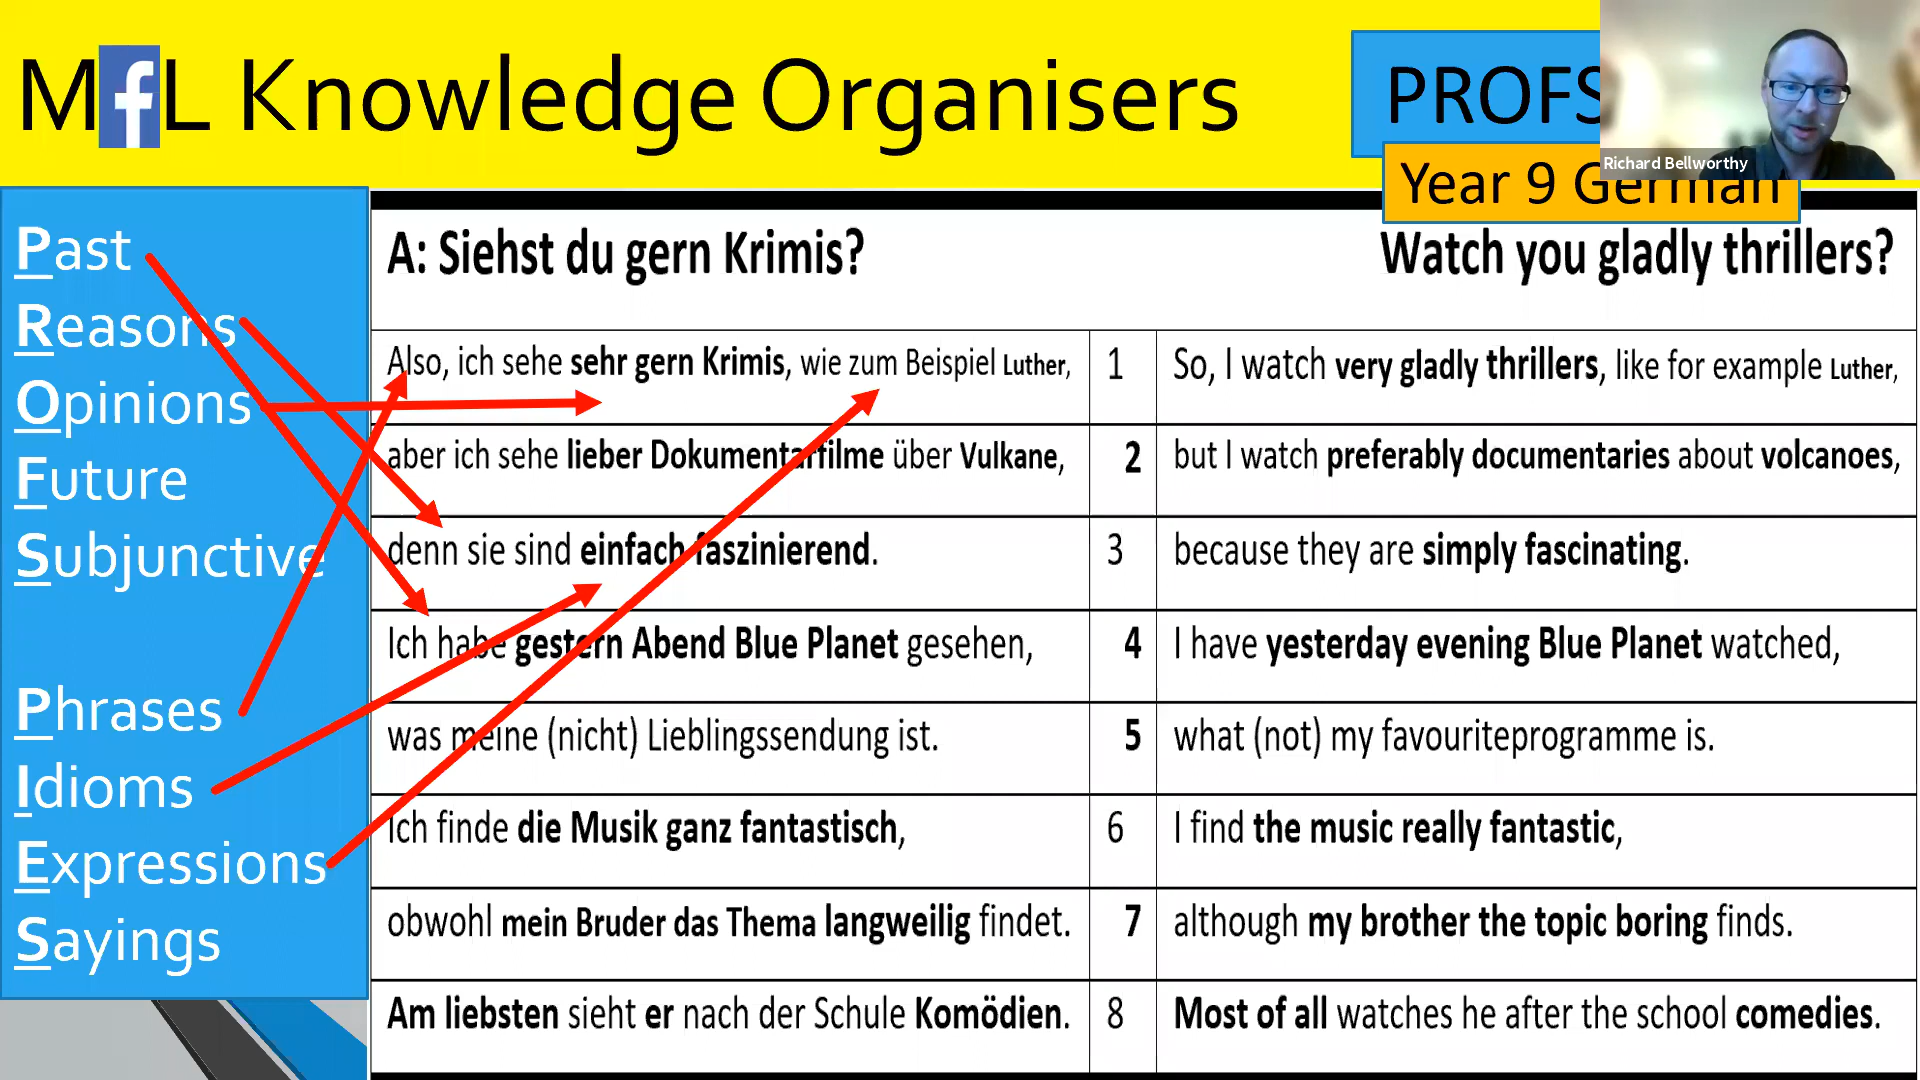 MfL Knowledge Organisers
PROFS
Richard Bellworthy
Year 9 German
Past
Reasons
Opinions
Future
Subjunctive
Phrases
Idioms
Expressions
Sayings
A: Siehst du gern Krimis? Watch you gladly thrillers?
Also, ich sehe sehr gern Krimis, wie zum Beispiel Luther, 1 So, I watch very gladly thrillers, like for example Luther,
aber ich sehe lieber Dokumentarfilme über Vulkane, 2 but I watch preferably documentaries about volcanoes,
denn sie sind einfach faszinierend. 3 because they are simply fascinating.
Ich habe gestern Abend Blue Planet gesehen, 4 I have yesterday evening Blue Planet watched,
was meine (nicht) Lieblingssendung ist. 5 what (not) my favouriteprogramme is.
Ich finde die Musik ganz fantastisch, 6 I find the music really fantastic,
obwohl mein Bruder das Thema langweilig findet. 7 although my brother the topic boring finds.
Am liebsten sieht er nach der Schule Komödien. 8 Most of all watches he after the school comedies.